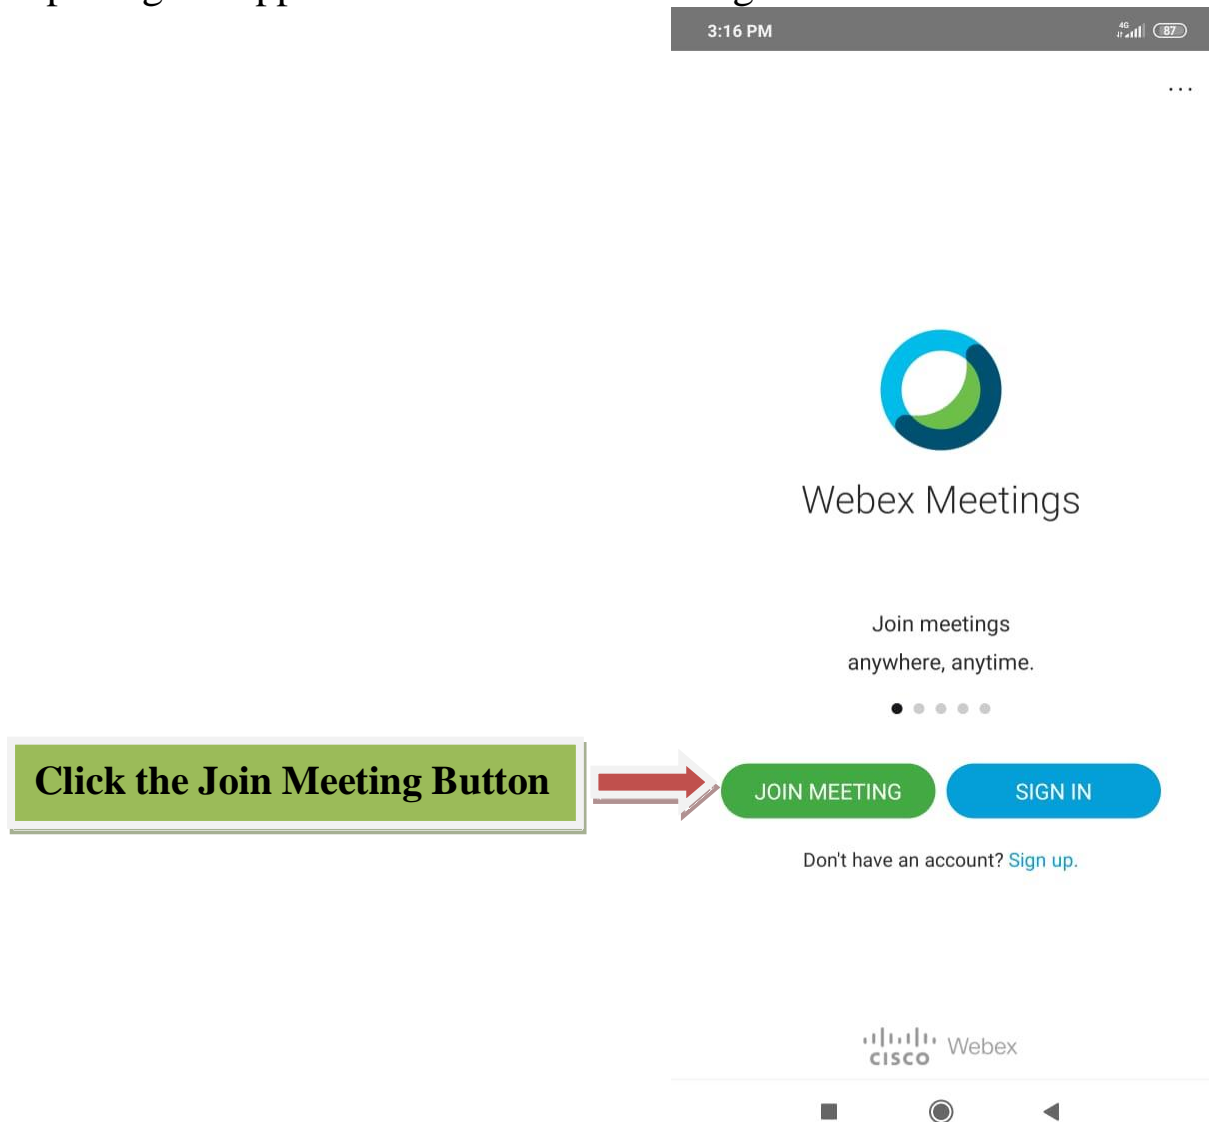 3:16 PM
4G
87
...
Webex Meetings
Join meetings
anywhere, anytime.
Click the Join Meeting Button
JOIN MEETING
SIGN IN
Don't have an account? Sign up.
CISCO Webex